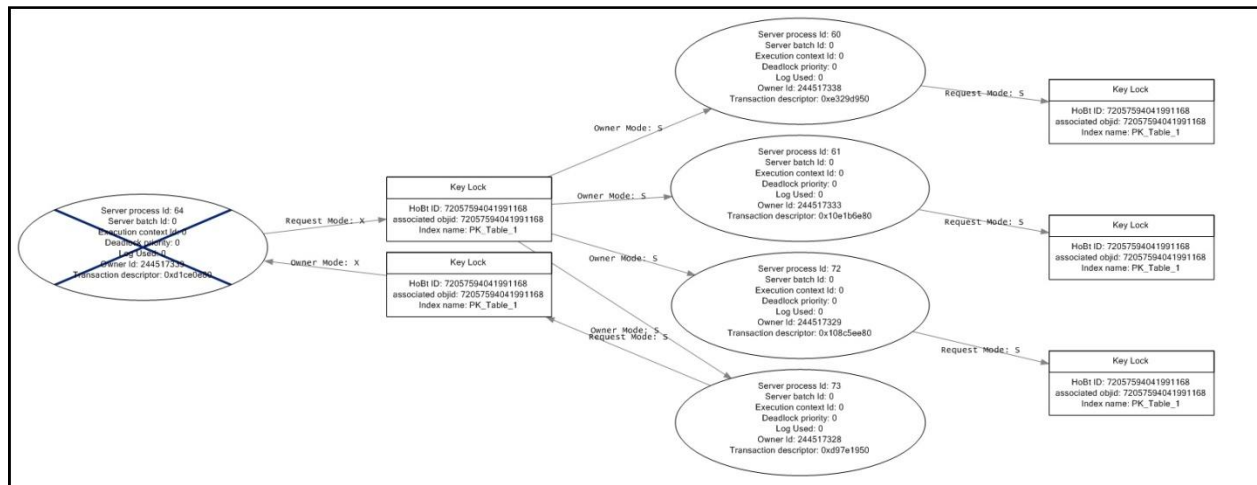 Server process Id: 64
Server batch Id: 0
Execution context Id: 0
Deadlock priority: 0
Log Used: 0
Owner Id: 244517339
Transaction descriptor: 0xd1ce0e80
Request Mode: X
Owner Mode: X
Key Lock
HoBt ID: 72057594041991168
associated objid: 72057594041991168
Index name: PK_Table_1
Key Lock
HoBt ID: 72057594041991168
associated objid: 72057594041991168
Index name: PK_Table_1
Owner Mode: S
Owner Mode: S
Owner Mode: S
Owner Mode: S
Request Mode: S
Server process Id: 60
Server batch Id: 0
Execution context Id: 0
Deadlock priority: 0
Log Used: 0
Owner Id: 244517338
Transaction descriptor: 0xe329d950
Server process Id: 61
Server batch Id: 0
Execution context Id: 0
Deadlock priority: 0
Log Used: 0
Owner Id: 244517333
Transaction descriptor: 0x10e1b6e80
Server process Id: 72
Server batch Id: 0
Execution context Id: 0
Deadlock priority: 0
Log Used: 0
Owner Id: 244517329
Transaction descriptor: 0x108c5ee80
Server process Id: 73
Server batch Id: 0
Execution context Id: 0
Deadlock priority: 0
Log Used: 0
Owner Id: 244517328
Transaction descriptor: 0xd97e1950
Request Mode: S
Request Mode: S
Request Mode: S
Key Lock
HoBt ID: 72057594041991168
associated objid: 72057594041991168
Index name: PK_Table_1
Key Lock
HoBt ID: 72057594041991168
associated objid: 72057594041991168
Index name: PK_Table_1
Key Lock
HoBt ID: 72057594041991168
associated objid: 72057594041991168
Index name: PK_Table_1